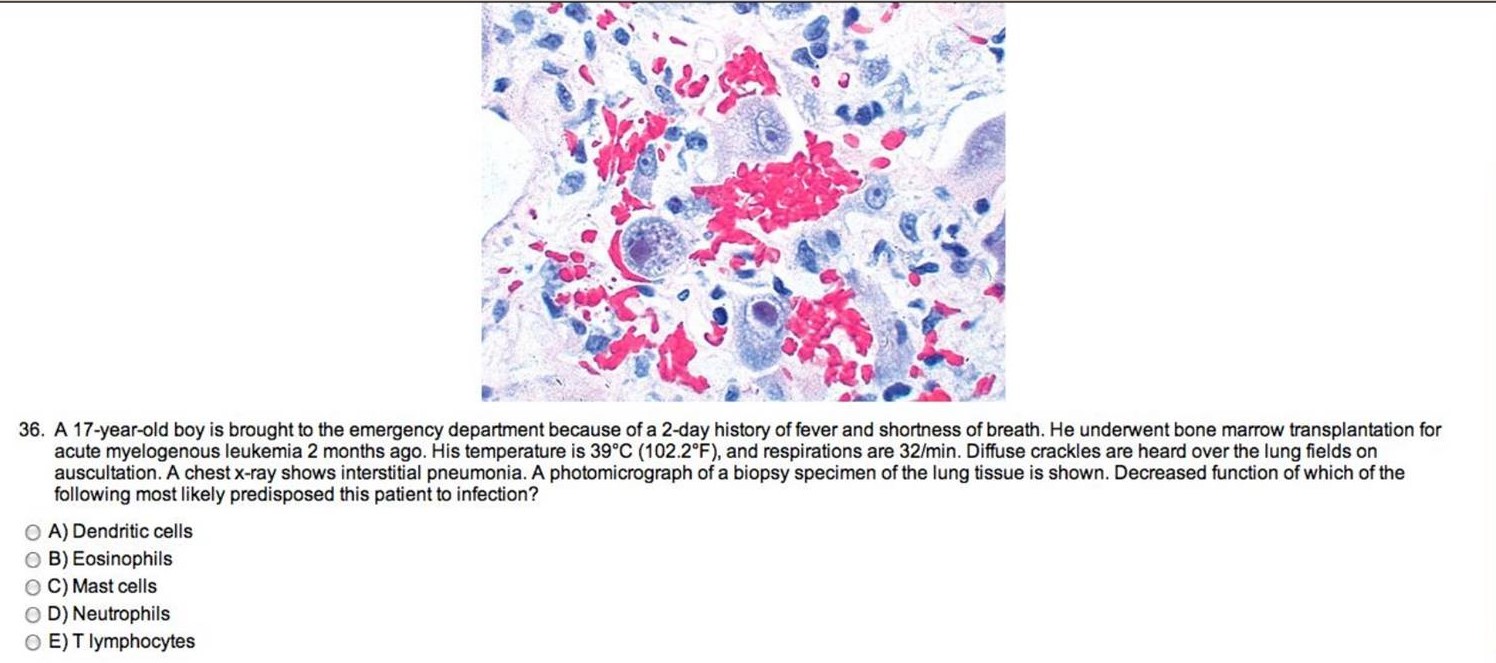 36. A 17-year-old boy is brought to the emergency department because of a 2-day history of fever and shortness of breath. He underwent bone marrow transplantation for
acute myelogenous leukemia 2 months ago. His temperature is 39°C (102.2°F), and respirations are 32/min. Diffuse crackles are heard over the lung fields on
auscultation. A chest x-ray shows interstitial pneumonia. A photomicrograph of a biopsy specimen of the lung tissue is shown. Decreased function of which of the
following most likely predisposed this patient to infection?
A) Dendritic cells
B) Eosinophils
C) Mast cells
D) Neutrophils
E) T lymphocytes